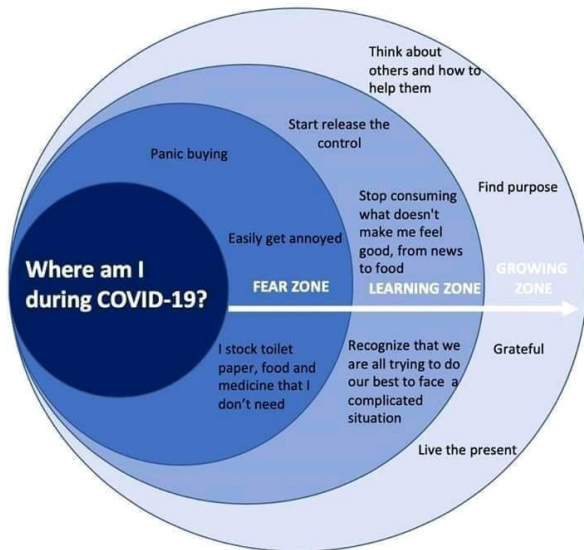 Think about
others and how to
help them
Start release the
control
Panic buying
Find purpose
Stop consuming
what doesn't
make me feel
good, from news
to food
Easily get annoyed
Where am I
during COVID-19?
FEAR ZONE
LEARNING ZONE
GROWING
ZONE
I stock toilet
paper, food and
medicine that I
don't need
Recognize that we
are all trying to do
our best to face a
complicated
situation
Grateful
Live the present